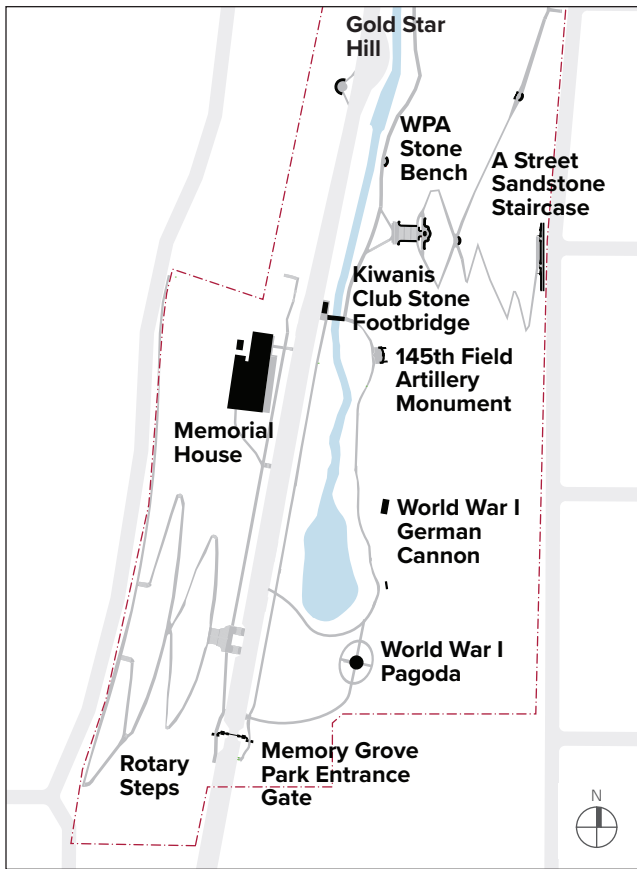 Gold Star
Hill
WPA
Stone
Bench
A Street
Sandstone
Staircase
Kiwanis
Club Stone
Footbridge
145th Field
Artillery
Monument
Memorial
House
World War I
German
Cannon
World War I
Pagoda
Rotary
Steps
Memory Grove
Park Entrance
Gate
N